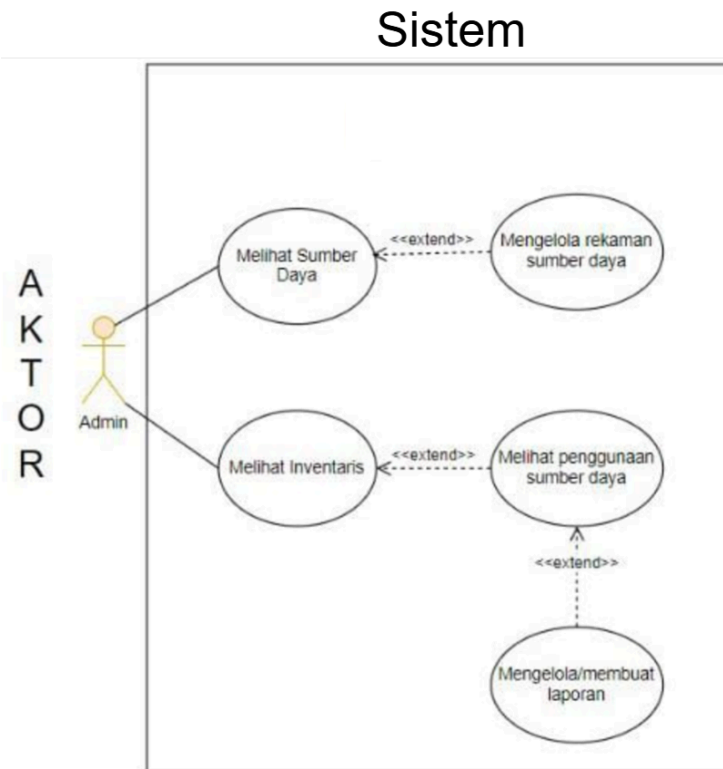 Sistem
A
K
T
O
R
Admin
Melihat Sumber
Daya
<<extend>>
Mengelola rekaman
sumber daya
Melihat Inventaris
<<extend>>
Melihat penggunaan
sumber daya
<<extend>>
Mengelola/membuat
laporan